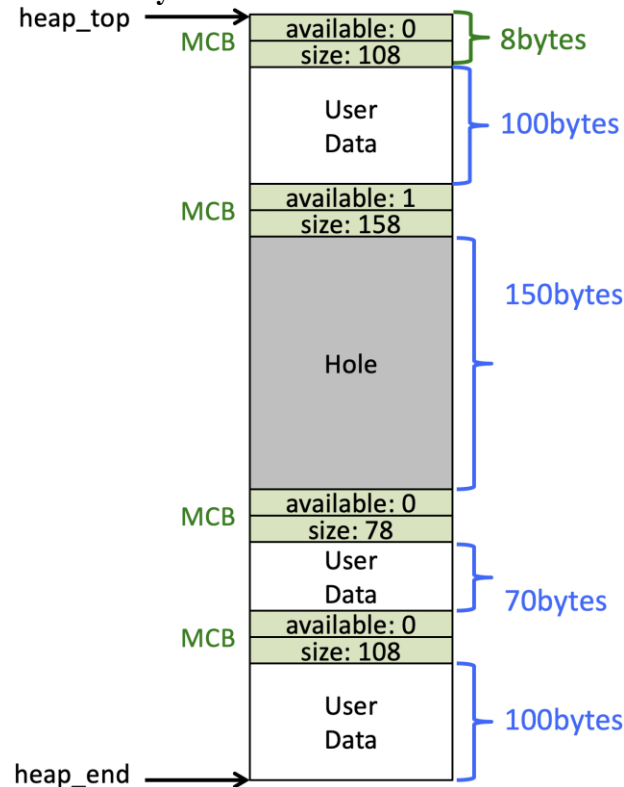 heap_top
MCB
available: 0
size: 108
8bytes
User
Data
100bytes
MCB
available: 1
size: 158
150bytes
Hole
MCB
available: 0
size: 78
User
Data
70bytes
MCB
available: 0
size: 108
User
Data
100bytes
heap_end